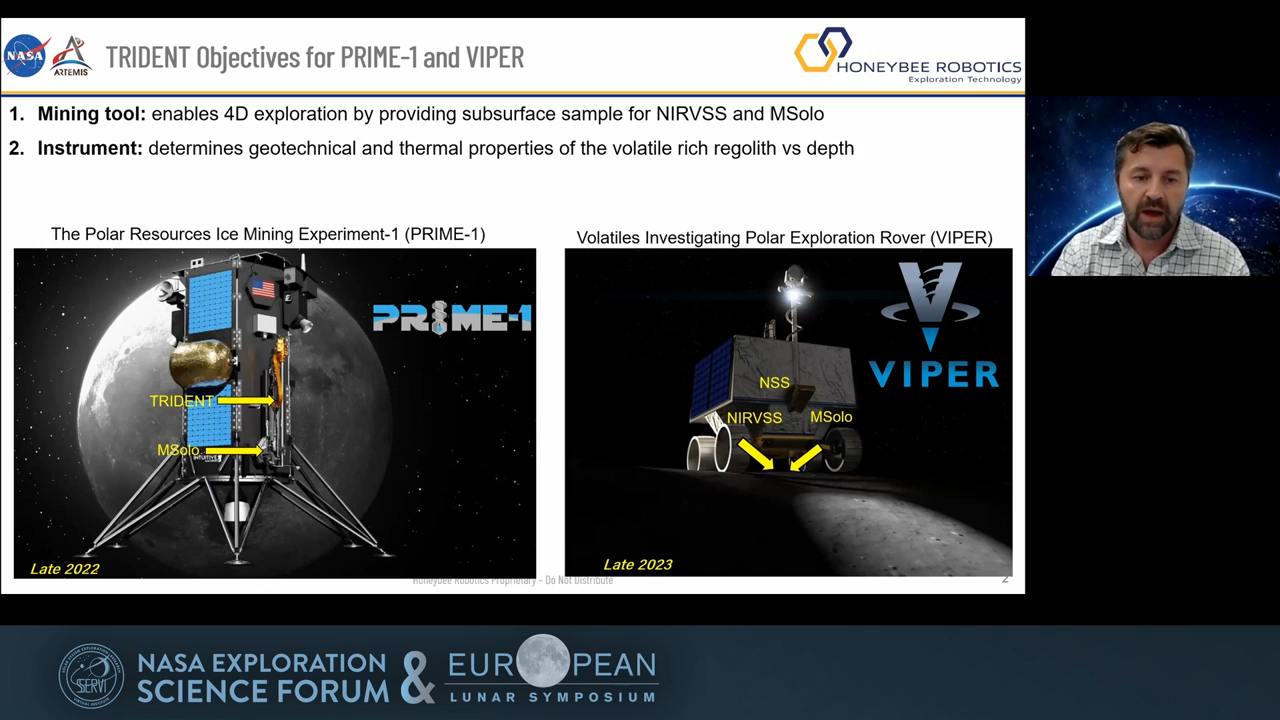 NASA
ARTEMIS
TRIDENT Objectives for PRIME-1 and VIPER
HONEYBEE ROBOTICS
Exploration Technology
1. Mining tool: enables 4D exploration by providing subsurface sample for NIRVSS and MSolo
2. Instrument: determines geotechnical and thermal properties of the volatile rich regolith vs depth
The Polar Resources Ice Mining Experiment-1 (PRIME-1)
Volatiles Investigating Polar Exploration Rover (VIPER)
PRIME-1
TRIDENT
MSolo
INTUITIVE
Late 2022
VIPER
NSS
NIRVSS
MSolo
Late 2023
Honeybee Robotics Proprietary - Do Not Distribute
2
SSERVI
NASA EXPLORATION
SCIENCE FORUM
&
EUROPEAN
LUNAR SYMPOSIUM